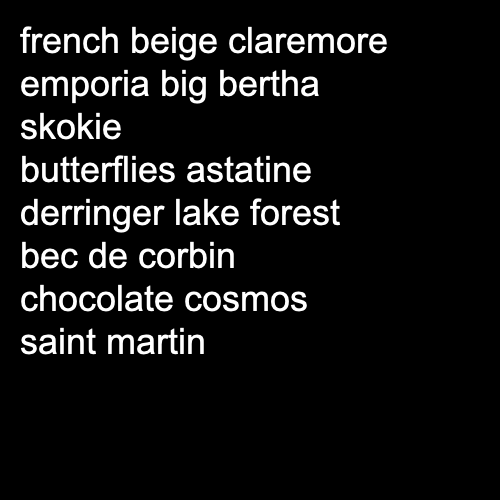 french beige claremore
emporia big bertha
skokie
butterflies astatine
derringer lake forest
bec de corbin
chocolate cosmos
saint martin